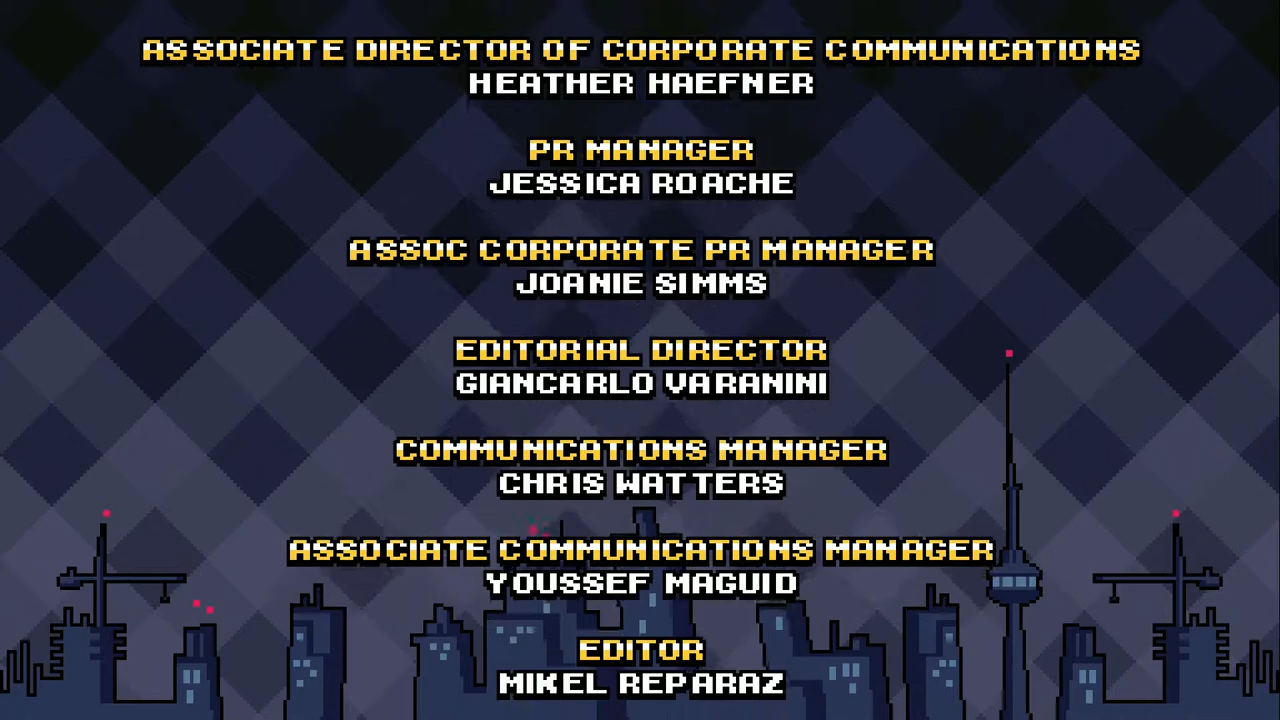 ASSOCIATE DIRECTOR OF CORPORATE COMMUNICATIONS
HEATHER HAEFNER
PR MANAGER
JESSICA ROACHE
ASSOC CORPORATE PR MANAGER
JOANIE SIMMS
EDITORIAL DIRECTOR
GIANCARLO VARANINI
COMMUNICATIONS MANAGER
CHRIS WATTERS
ASSOCIATE COMMUNICATIONS MANAGER
YOUSSEF MAGUID
EDITOR
MIKEL REPARAZ